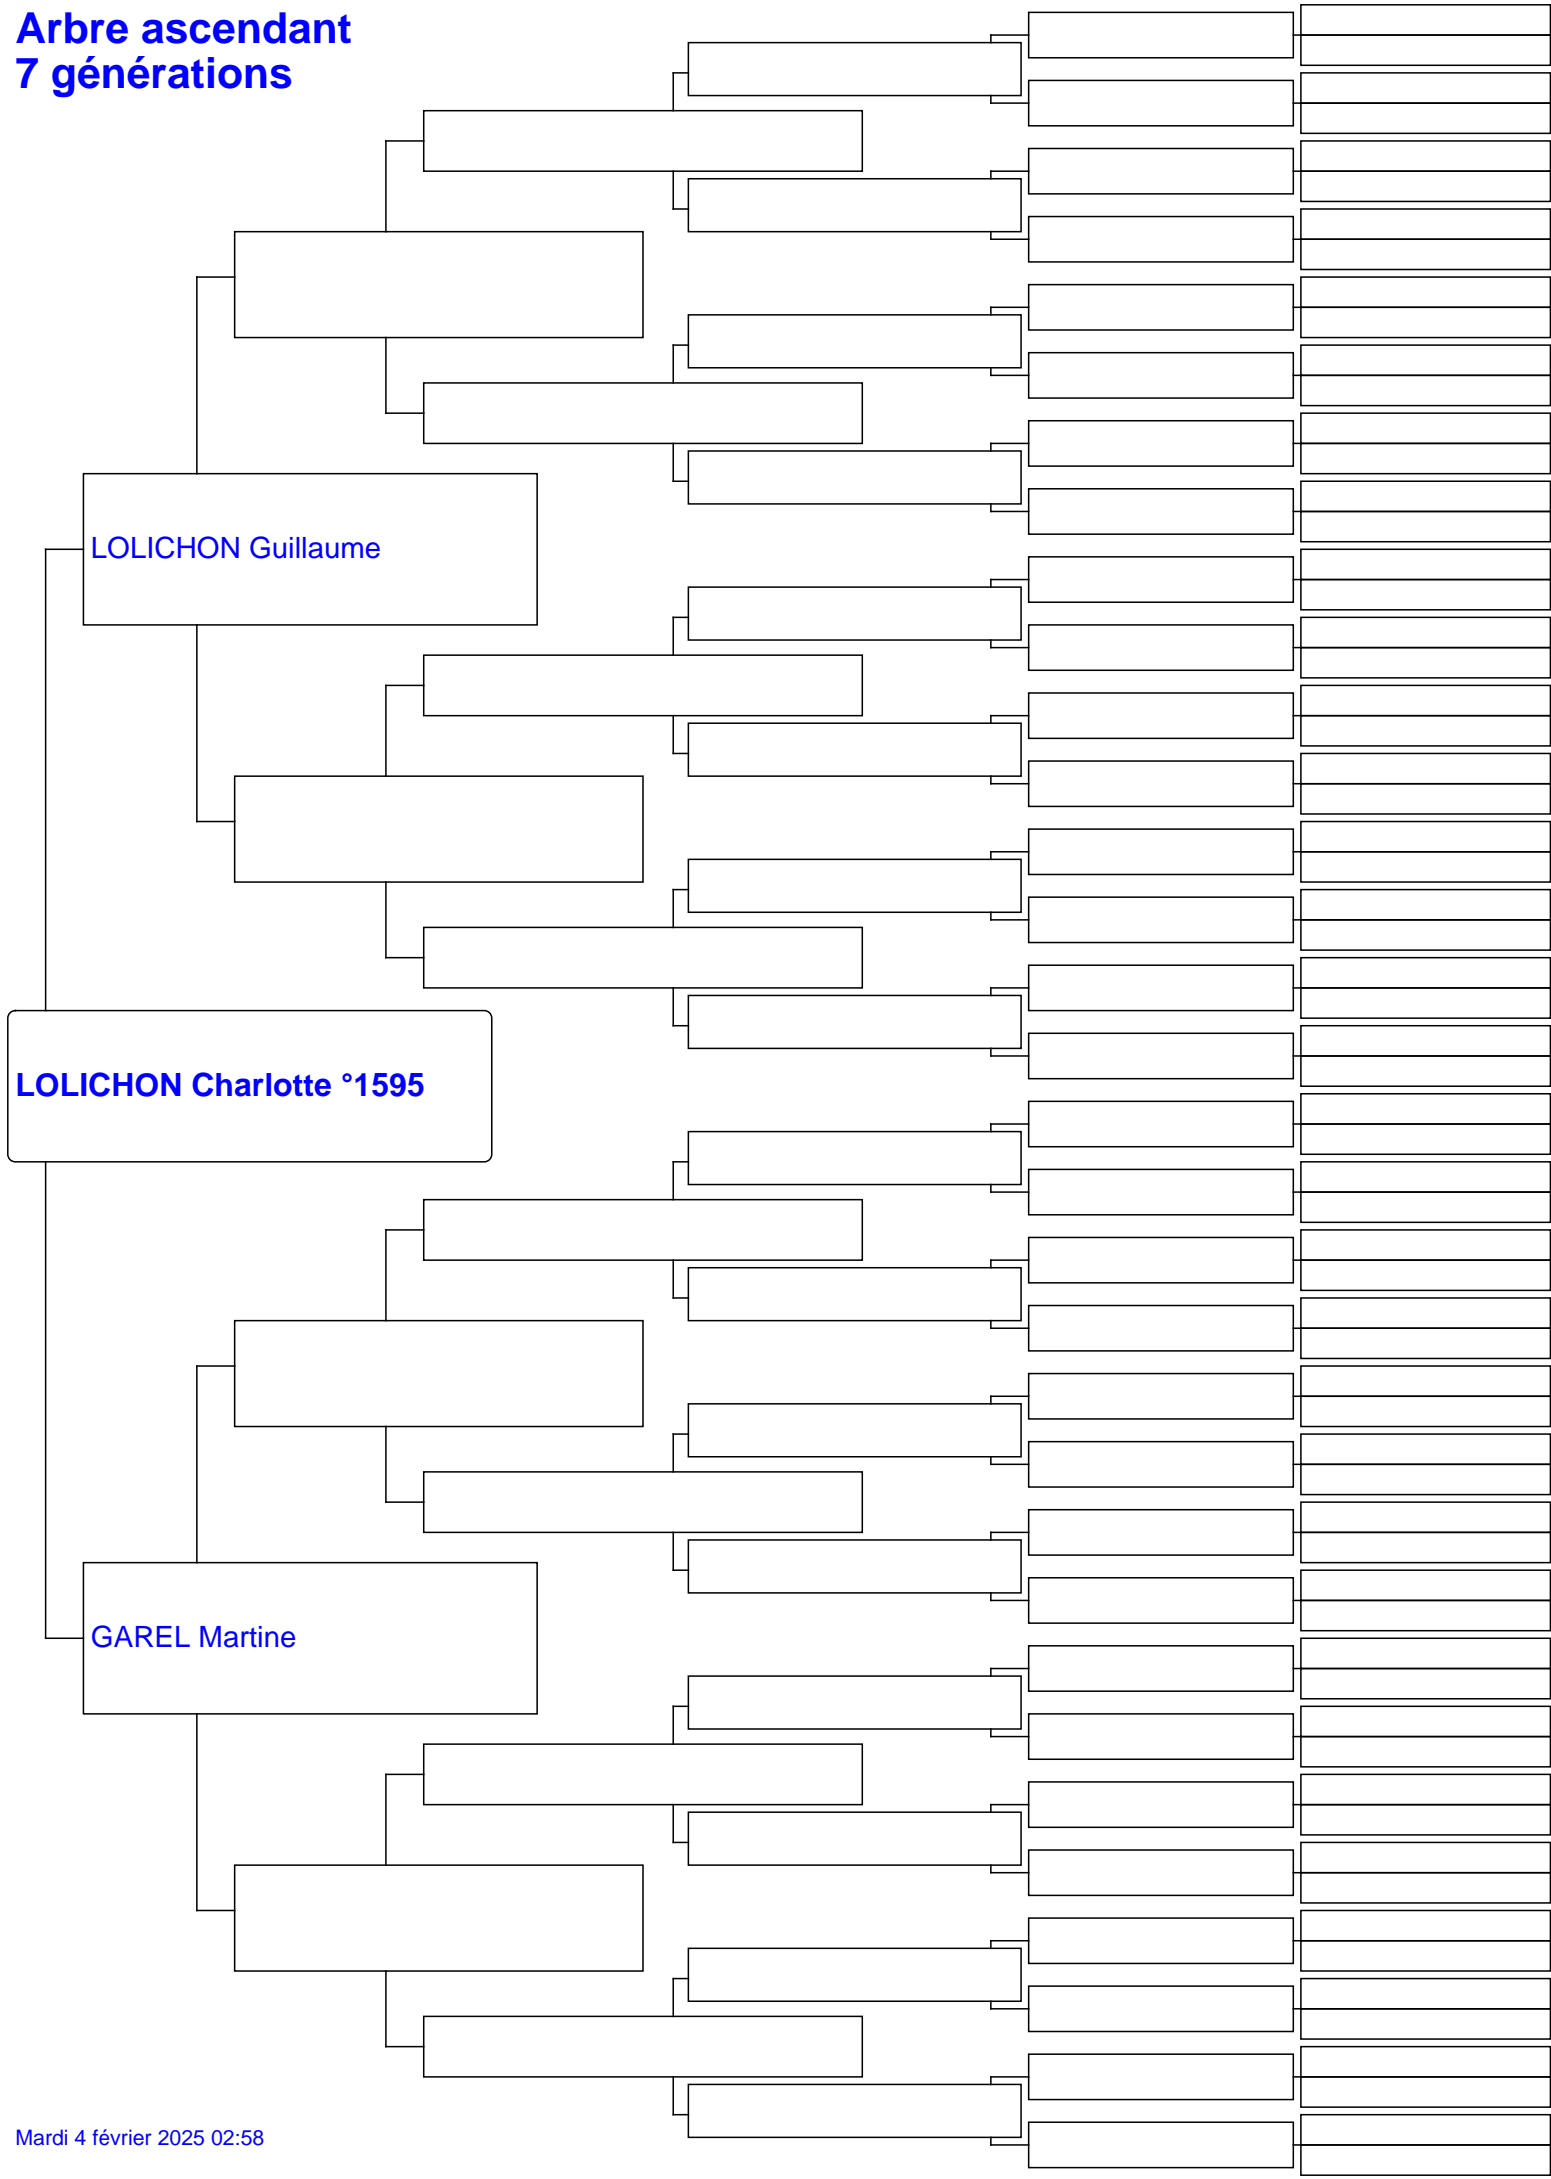 Arbre ascendant
7 générations
LOLICHON Guillaume
LOLICHON Charlotte °1595
GAREL Martine
Mardi 4 février 2025 02:58